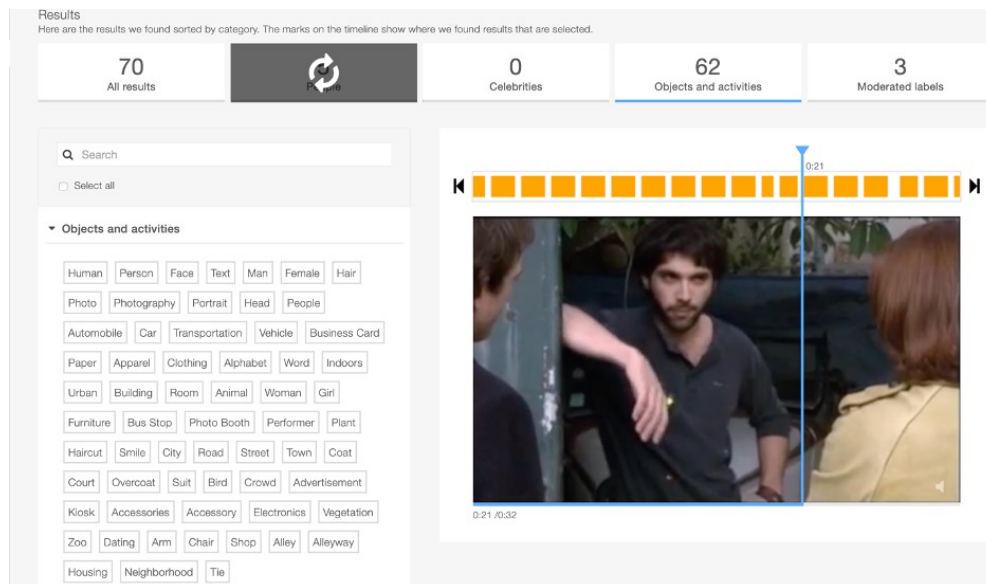 Results
Here are the results we found sorted by category. The marks on the timeline show where we found results that are selected.
70
All results
0
Celebrities
62
Objects and activities
3
Moderated labels
Search
Select all
Objects and activities
Human Person Face Text Man Female Hair
Photo Photography Portrait Head People
Automobile Car Transportation Vehicle Business Card
Paper Apparel Clothing Alphabet Word Indoors
Urban Building Room Animal Woman Girl
Furniture Bus Stop Photo Booth Performer Plant
Haircut Smile City Road Street Town Coat
Court Overcoat Suit Bird Crowd Advertisement
Kiosk Accessories Accessory Electronics Vegetation
Zoo Dating Arm Chair Shop Alley Alleyway
Housing Neighborhood Tie
0:21
0:21 /0:32